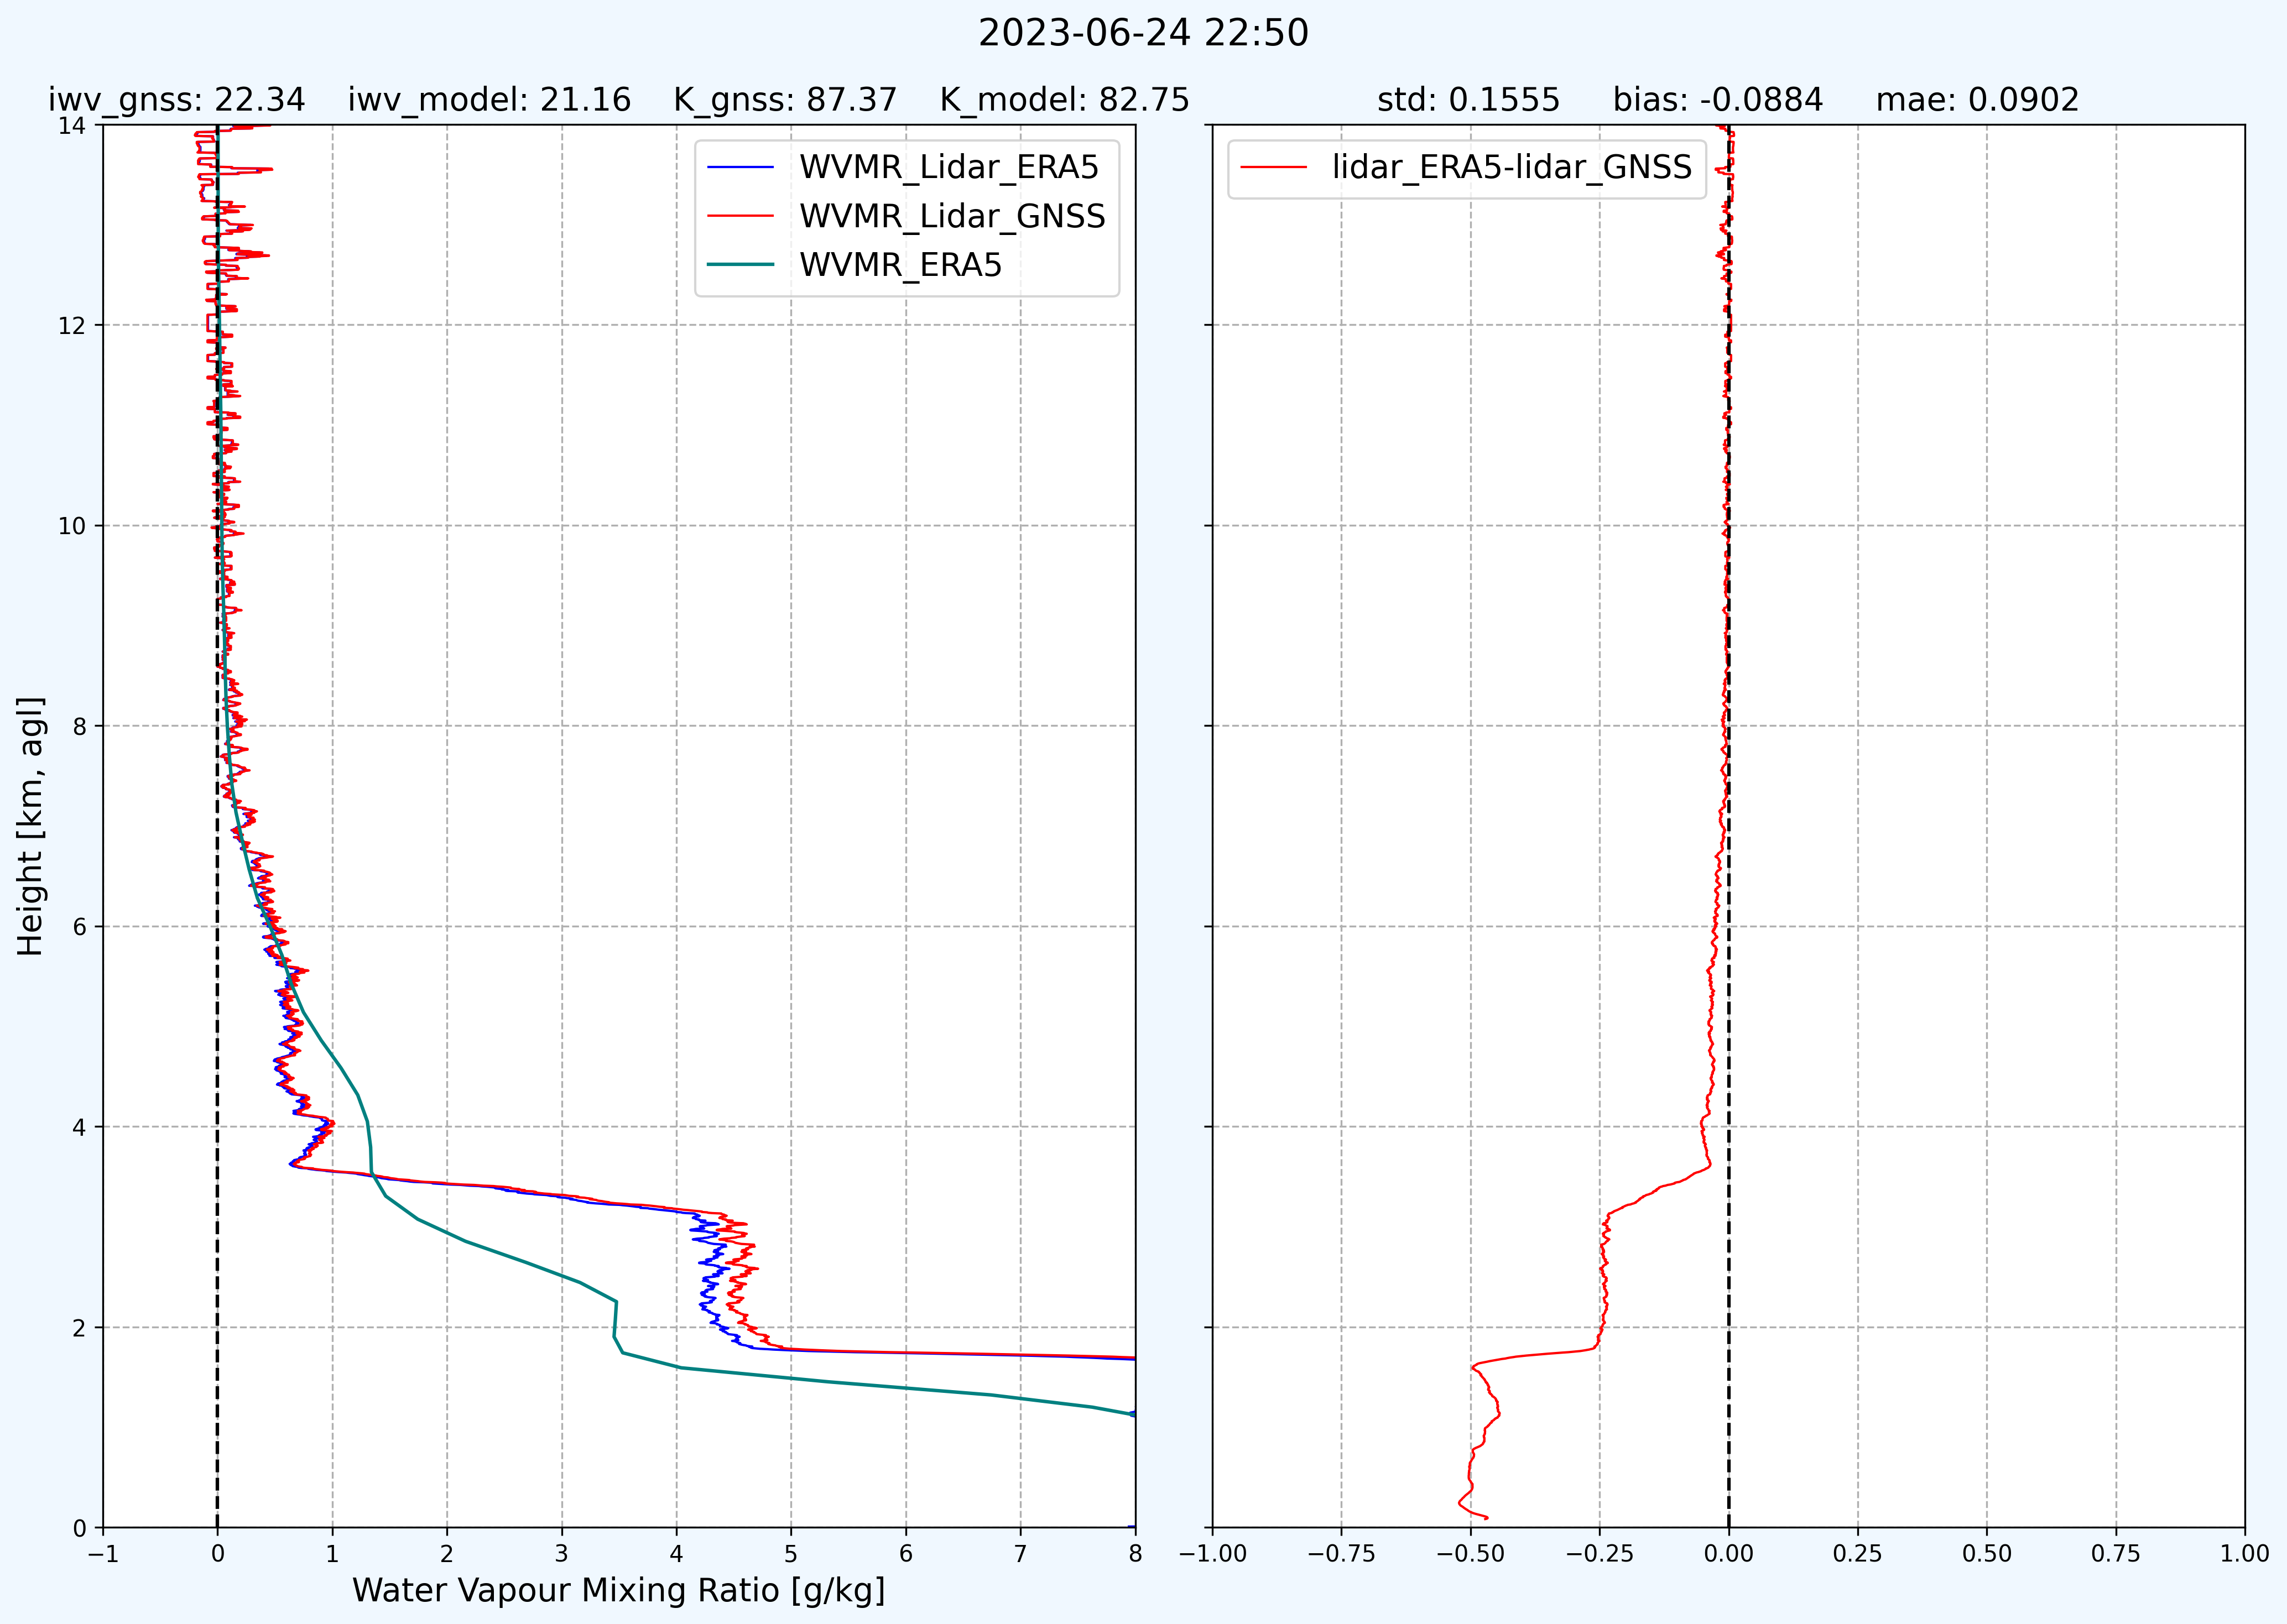 2023-06-24 22:50
iwv_gnss: 22.34 iwv_model: 21.16 K_gnss: 87.37 K_model: 82.75
std: 0.1555 bias: -0.0884 mae: 0.0902
WVMR_Lidar_ERA5
WVMR_Lidar_GNSS
WVMR_ERA5
lidar_ERA5-lidar_GNSS
14
12
10
8
6
4
2
0
Height [km, agl]
−1 0 1 2 3 4 5 6 7 8
Water Vapour Mixing Ratio [g/kg]
−1.00 −0.75 −0.50 −0.25 0.00 0.25 0.50 0.75 1.00